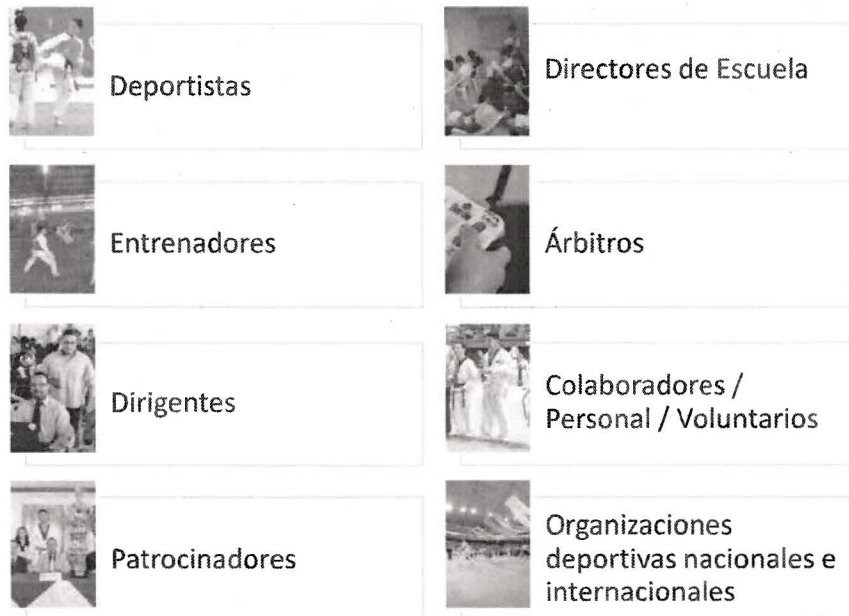 Deportistas
Directores de Escuela
Entrenadores
Árbitros
Dirigentes
Colaboradores /
Personal / Voluntarios
Patrocinadores
Organizaciones
deportivas nacionales e
internacionales